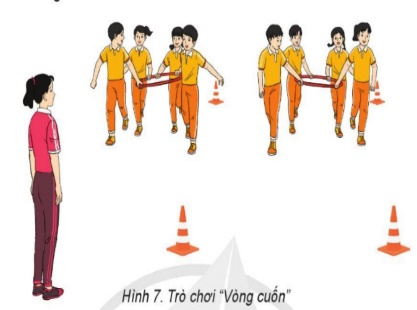 Hình 7. Trò chơi “Vòng cuốn”